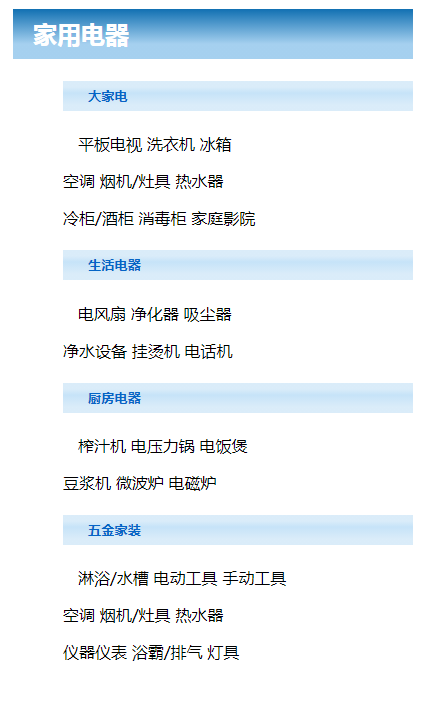 家用电器
大家电
平板电视 洗衣机 冰箱
空调 烟机/灶具 热水器
冷柜/酒柜 消毒柜 家庭影院
生活电器
电风扇 净化器 吸尘器
净水设备 挂烫机 电话机
厨房电器
榨汁机 电压力锅 电饭煲
豆浆机 微波炉 电磁炉
五金家装
淋浴/水槽 电动工具 手动工具
空调 烟机/灶具 热水器
仪器仪表 浴霸/排气 灯具